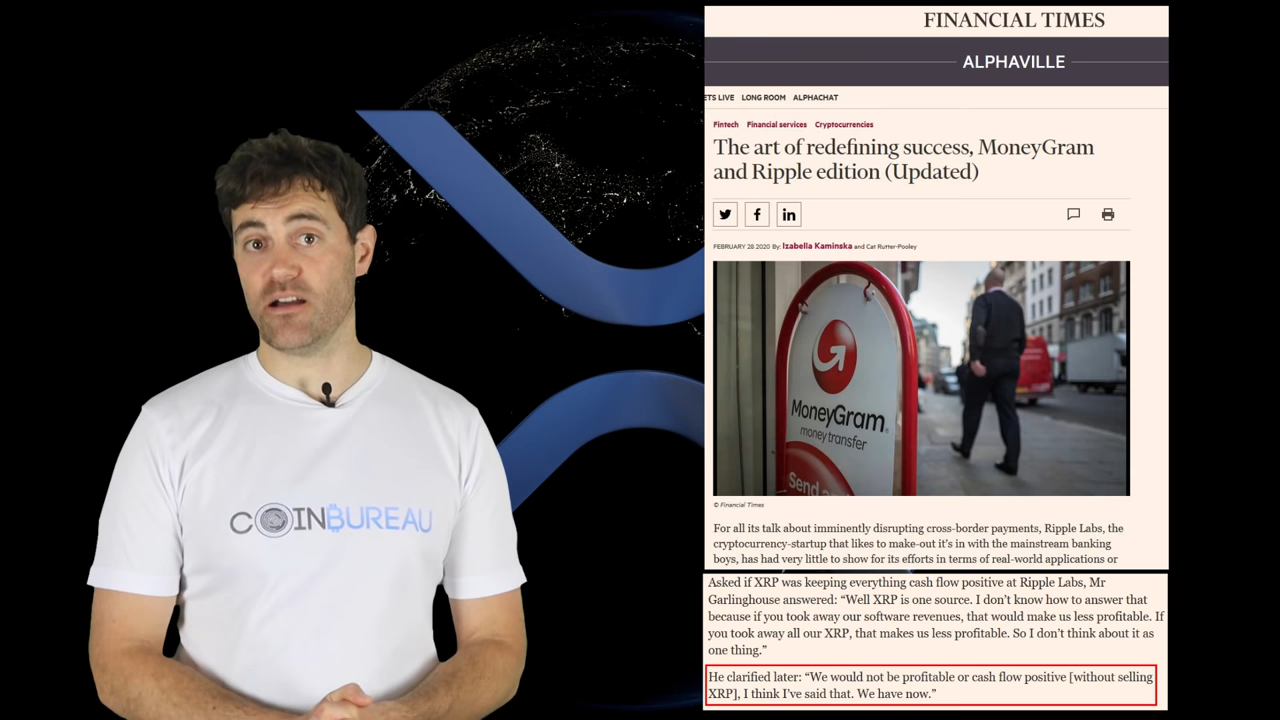 COINBUREAU
FINANCIAL TIMES
ALPHAVILLE
ETS LIVE LONG ROOM ALPHACHAT
Fintech Financial services Cryptocurrencies
The art of redefining success, MoneyGram
and Ripple edition (Updated)
FEBRUARY 28 2020 By: Izabella Kaminska and Cat Rutter-Pooley
MoneyGram
money transfer
Send
© Financial Times
For all its talk about imminently disrupting cross-border payments, Ripple Labs, the
cryptocurrency-startup that likes to make-out it's in with the mainstream banking
boys, has had very little to show for its efforts in terms of real-world applications or
Asked if XRP was keeping everything cash flow positive at Ripple Labs, Mr
Garlinghouse answered: “Well XRP is one source. I don’t know how to answer that
because if you took away our software revenues, that would make us less profitable. If
you took away all our XRP, that makes us less profitable. So I don’t think about it as
one thing.”
He clarified later: “We would not be profitable or cash flow positive [without selling
XRP], I think I’ve said that. We have now.”